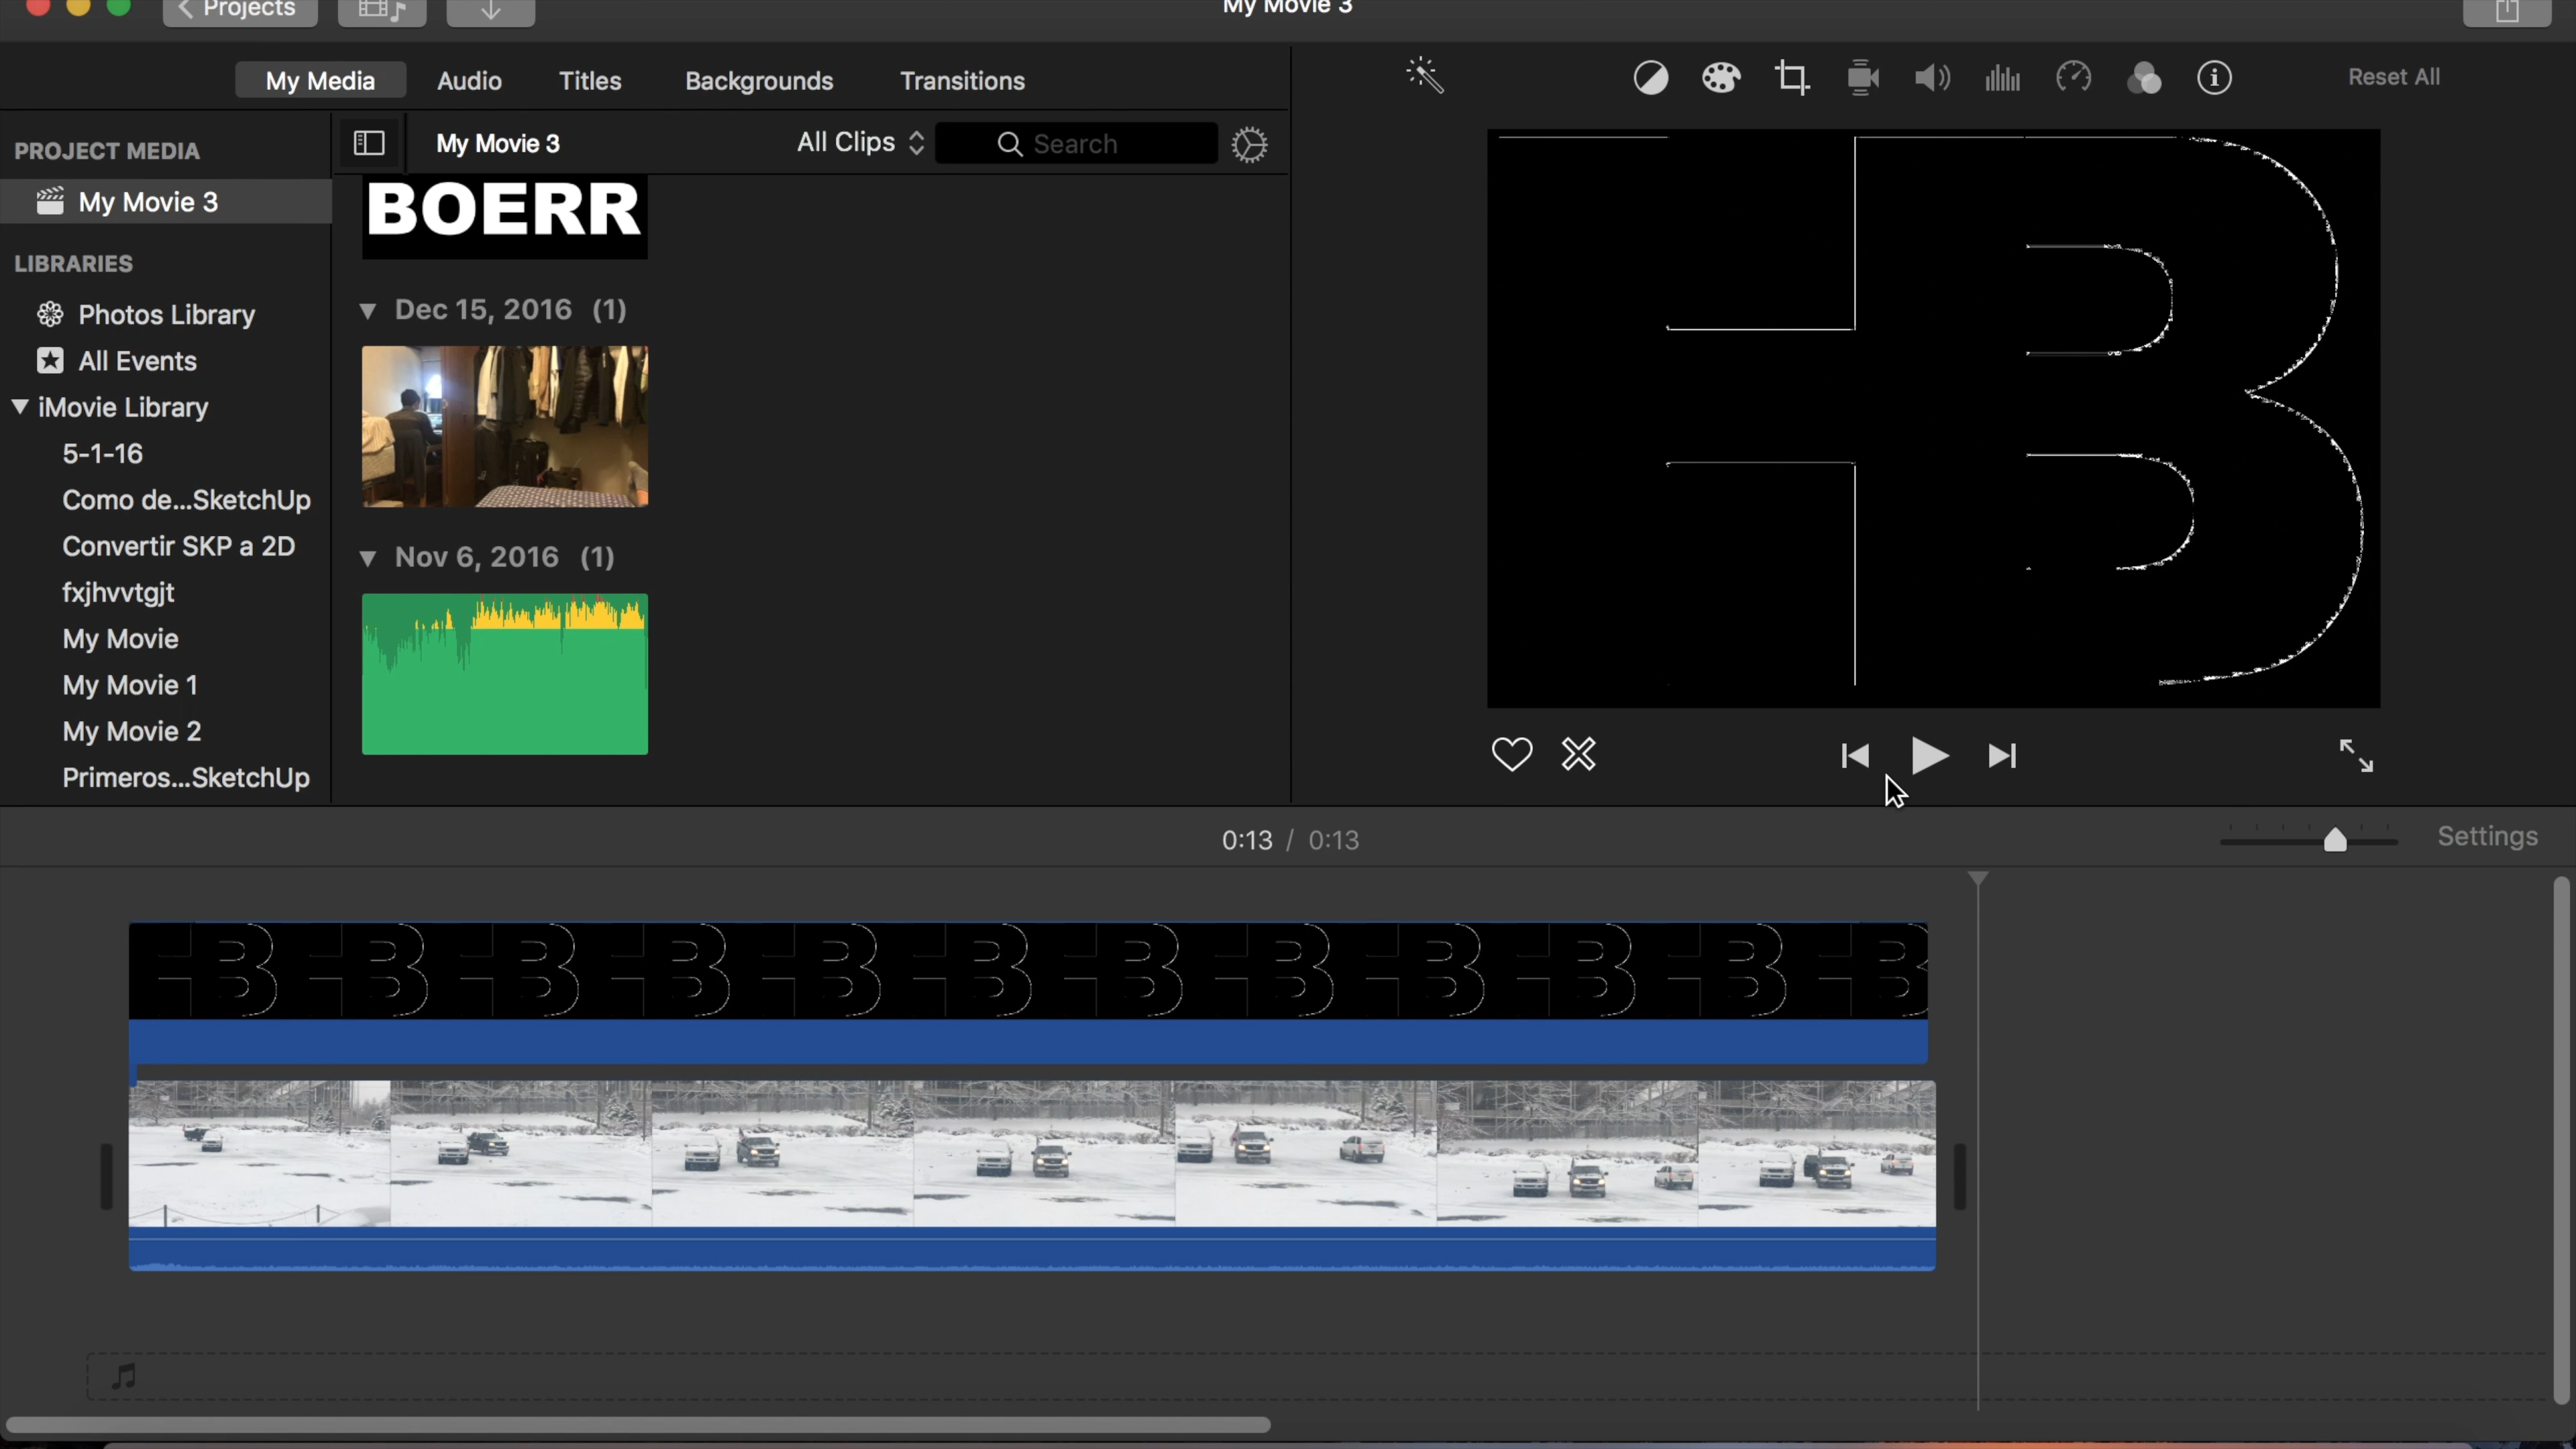 Projects
My Movie 3
My Media Audio Titles Backgrounds Transitions
Reset All
PROJECT MEDIA
My Movie 3
LIBRARIES
Photos Library
All Events
iMovie Library
5-1-16
Como de...SketchUp
Convertir SKP a 2D
fxjhvvtgjt
My Movie
My Movie 1
My Movie 2
Primeros...SketchUp
My Movie 3 All Clips Search
BOERR
Dec 15, 2016 (1)
Nov 6, 2016 (1)
B
0:13 / 0:13
Settings